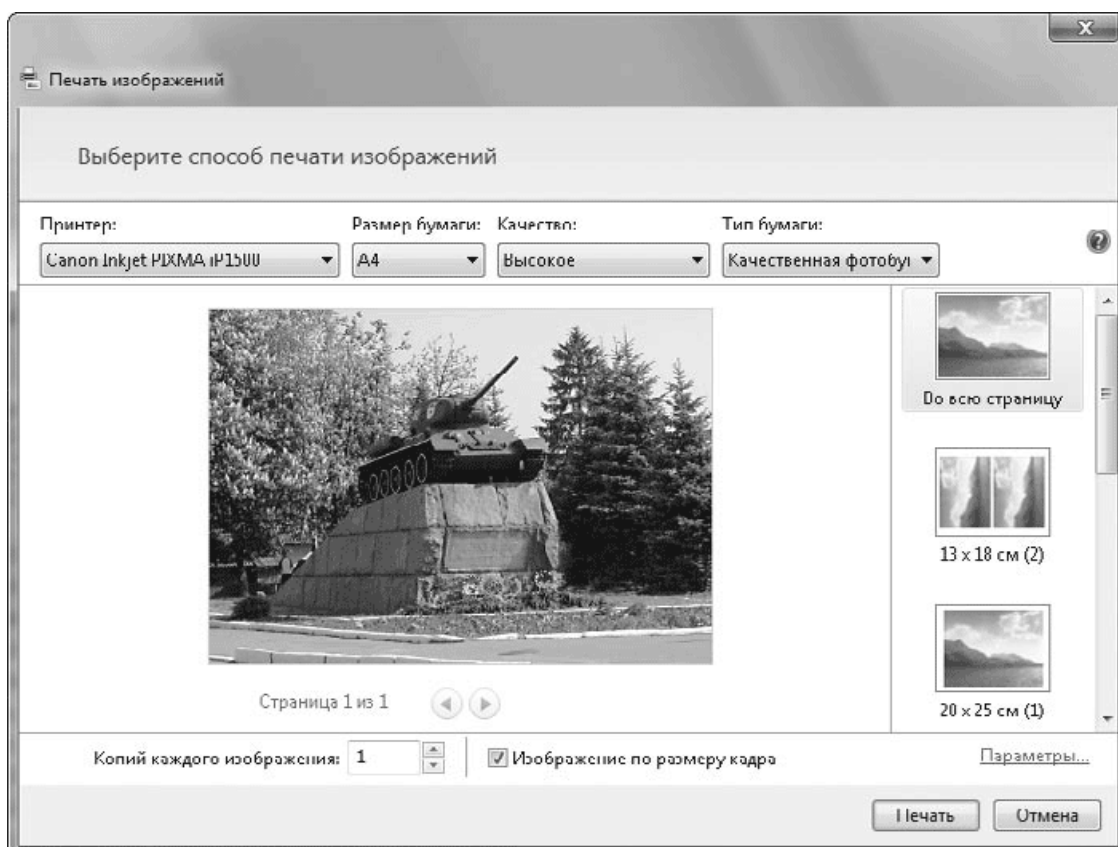 Печать изображений
Выберите способ печати изображений
Принтер: Размер бумаги: Качество: Тип бумаги:
Canon Inkjet PIXMA iP1500 A4 Высокое Качественная фотобу
Во всю страницу
13 x 18 см (2)
20 x 25 см (1)
Страница 1 из 1
Копий каждого изображения: 1 Изображение по размеру кадра Параметры...
Печать Отмена